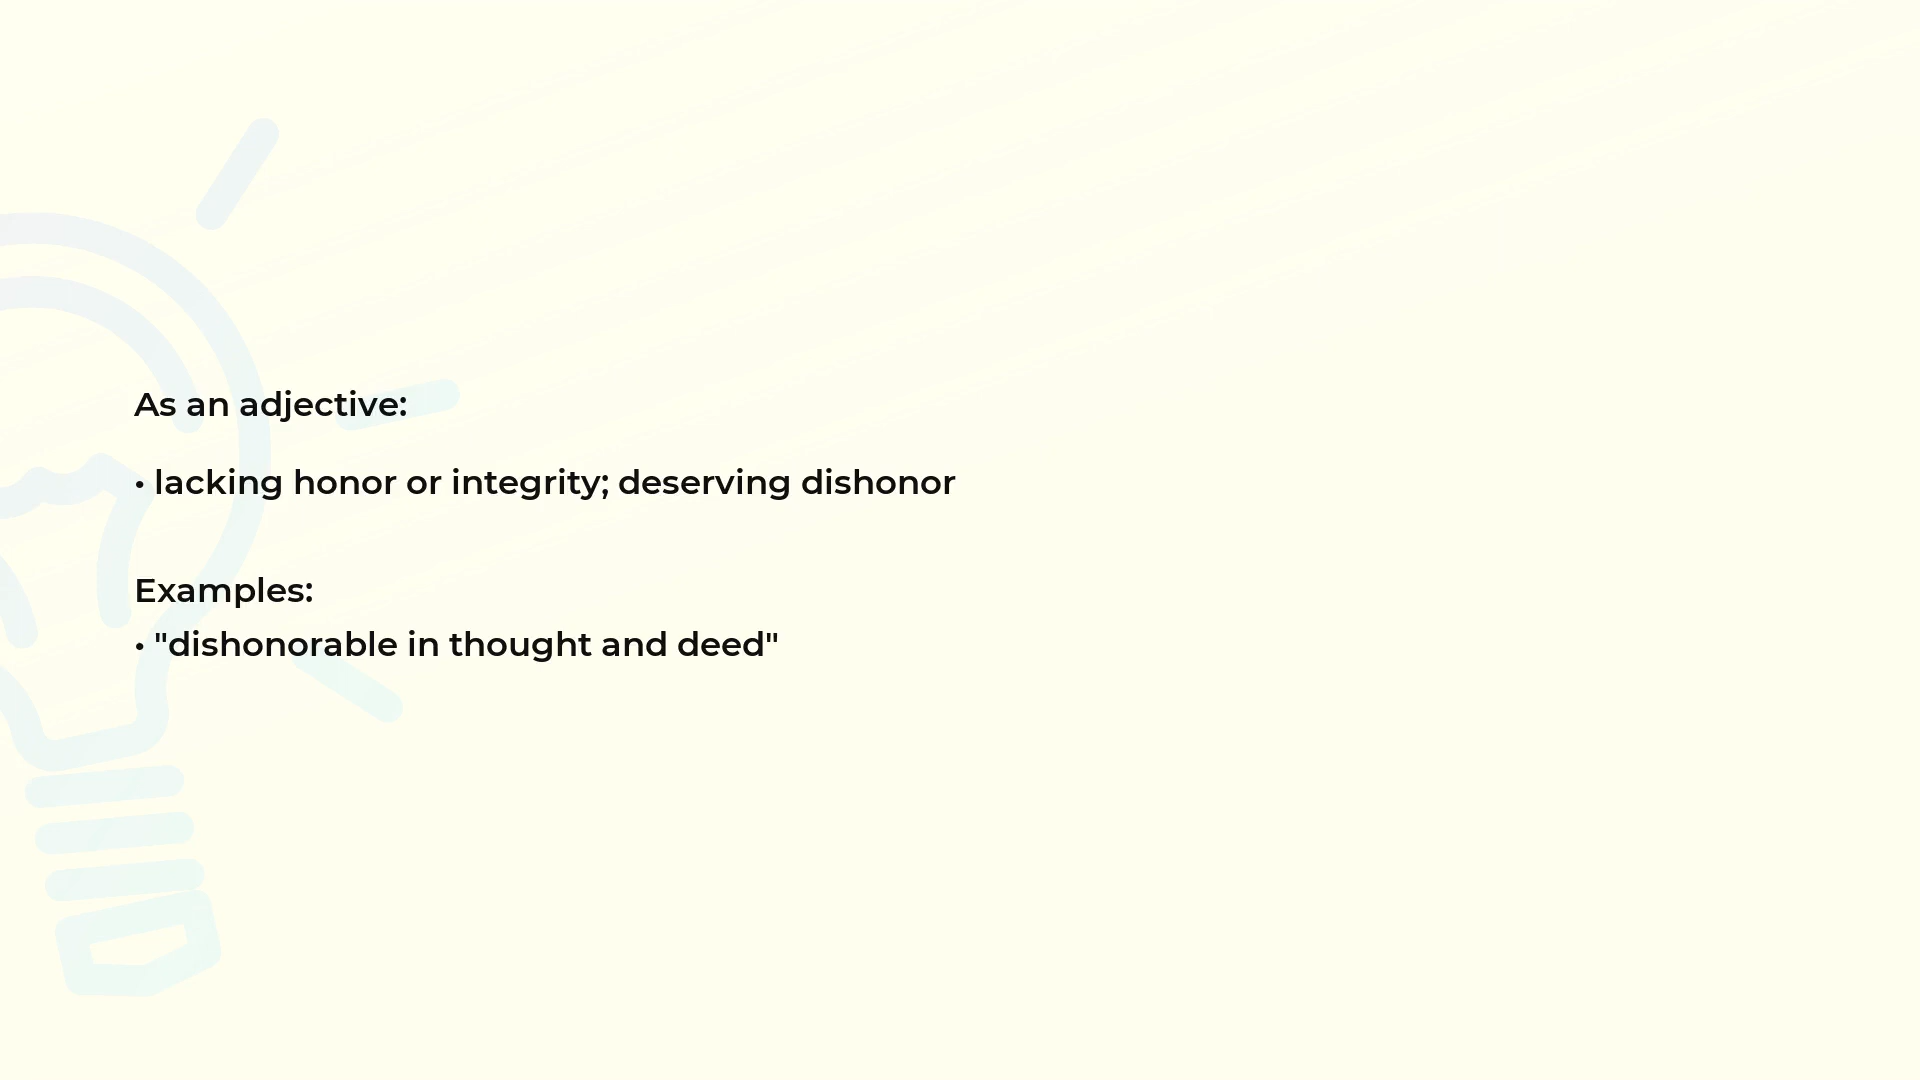 As an adjective:
• lacking honor or integrity; deserving dishonor
Examples:
• "dishonorable in thought and deed"